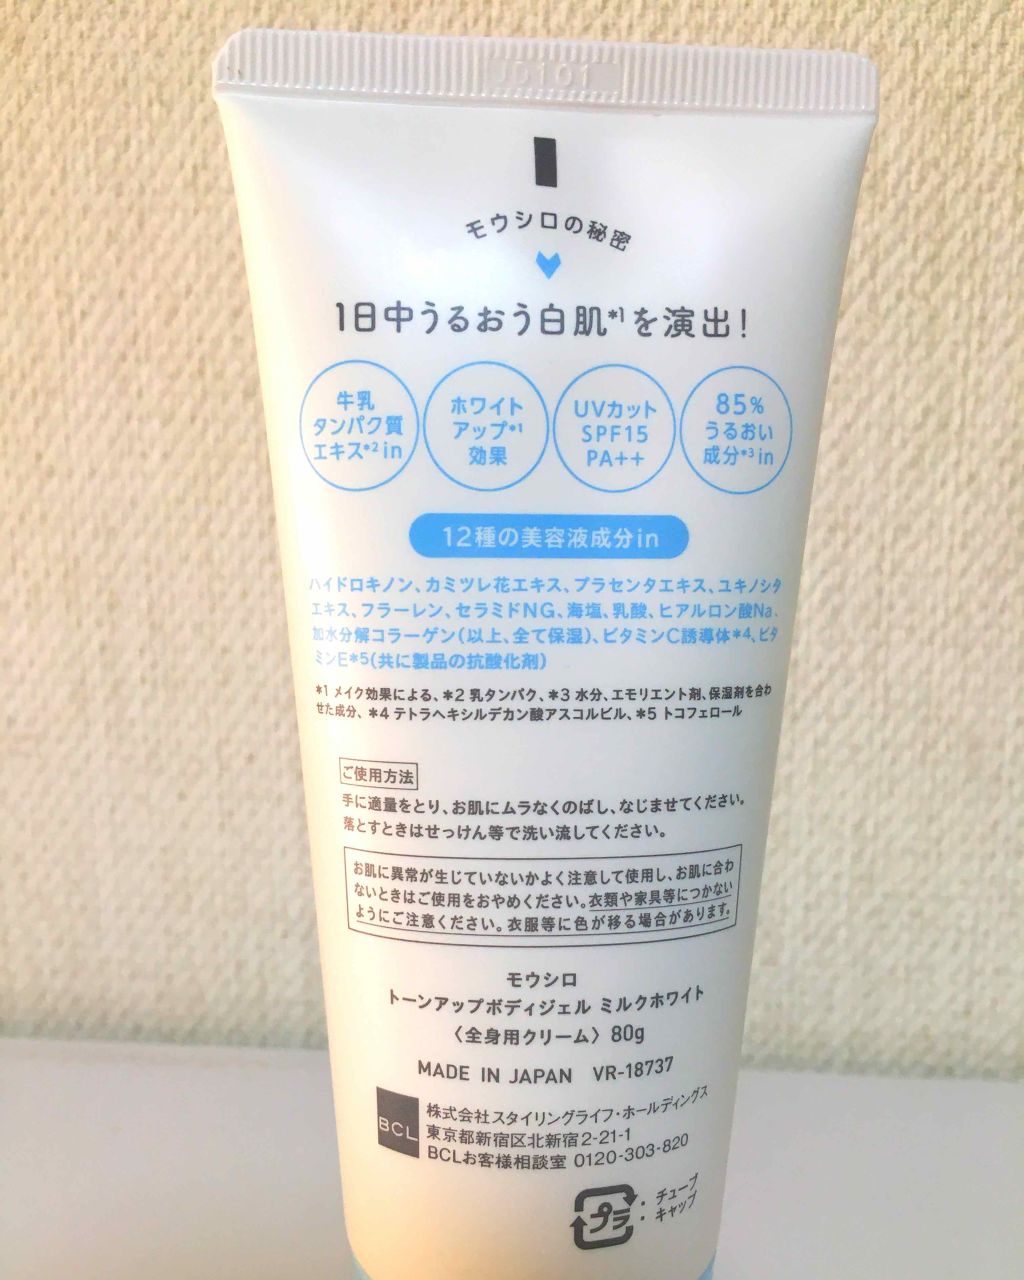 JD101
モウシロの秘密
1日中うるおう白肌*1を演出!
牛乳
タンパク質
エキス*2in
ホワイト
アップ*1
効果
UVカット
SPF15
PA++
85%
うるおい
成分*3in
12種の美容液成分in
ハイドロキノン、カミツレ花エキス、プラセンタエキス、ユキノシタ
エキス、フラーレン、セラミドNG、海塩、乳酸、ヒアルロン酸Na、
加水分解コラーゲン(以上、全て保湿)、ビタミンC誘導体*4、ビタ
ミンE*5(共に製品の抗酸化剤)
*1 メイク効果による、*2 乳タンパク、*3 水分、エモリエント剤、保湿剤を合わ
せた成分、*4 テトラヘキシルデカン酸アスコルビル、*5 トコフェロール
ご使用方法
手に適量をとり、お肌にムラなくのばし、なじませてください。
落とすときはせっけん等で洗い流してください。
お肌に異常が生じていないかよく注意して使用し、お肌に合わ
ないときはご使用をおやめください。衣類や家具等につかない
ようにご注意ください。衣服等に色が移る場合があります。
モウシロ
トーンアップボディジェル ミルクホワイト
〈全身用クリーム〉80g
MADE IN JAPAN VR-18737
BCL
株式会社スタイリングライフ・ホールディングス
東京都新宿区北新宿2-21-1
BCLお客様相談室 0120-303-820
プラ
: チューブ
: キャップ